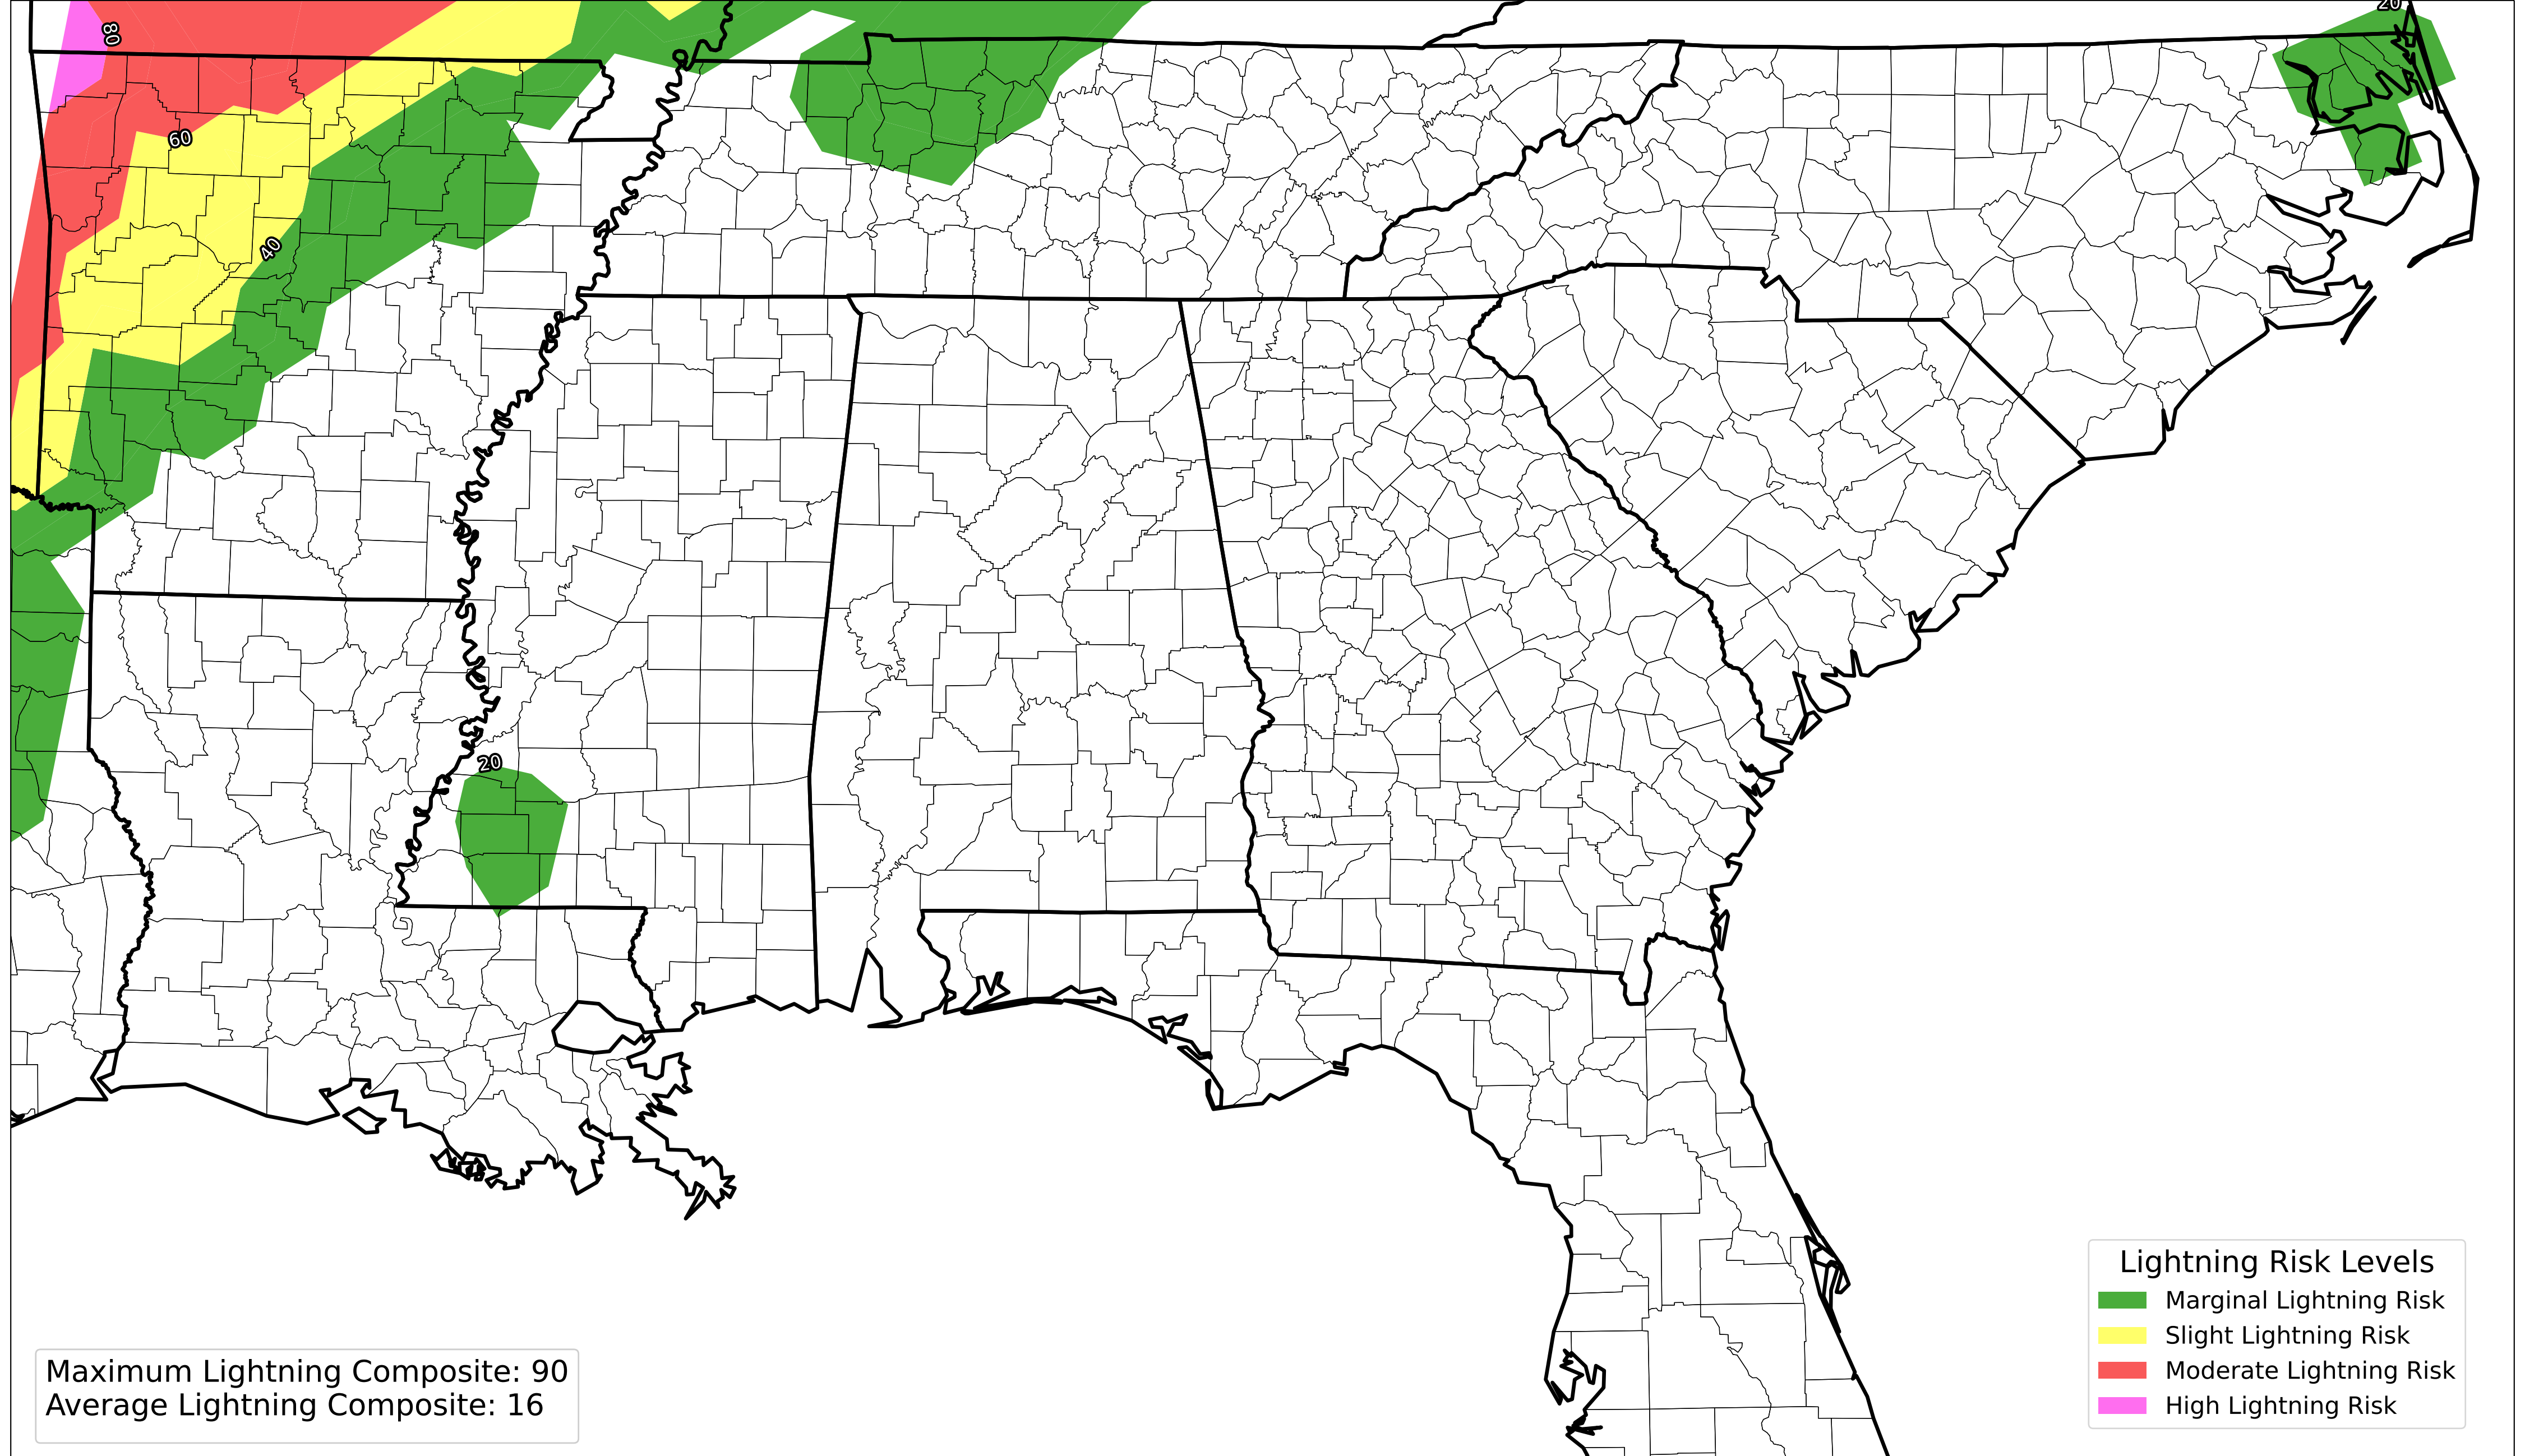 80
20
60
40
20
Lightning Risk Levels
Marginal Lightning Risk
Slight Lightning Risk
Moderate Lightning Risk
High Lightning Risk
Maximum Lightning Composite: 90
Average Lightning Composite: 16